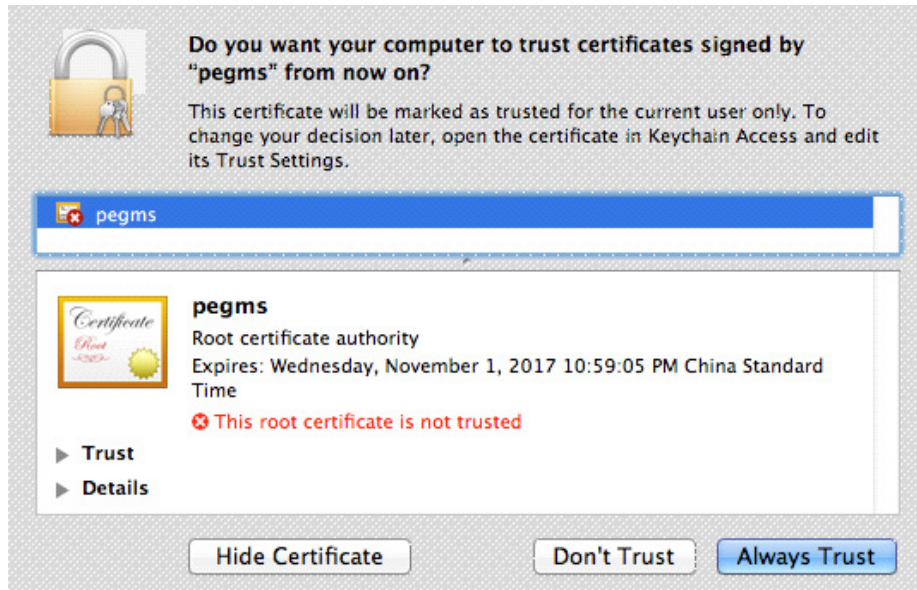 Do you want your computer to trust certificates signed by
“pegms” from now on?
This certificate will be marked as trusted for the current user only. To
change your decision later, open the certificate in Keychain Access and edit
its Trust Settings.
pegms
Certificate
Root
pegms
Root certificate authority
Expires: Wednesday, November 1, 2017 10:59:05 PM China Standard
Time
This root certificate is not trusted
Trust
Details
Hide Certificate
Don't Trust
Always Trust